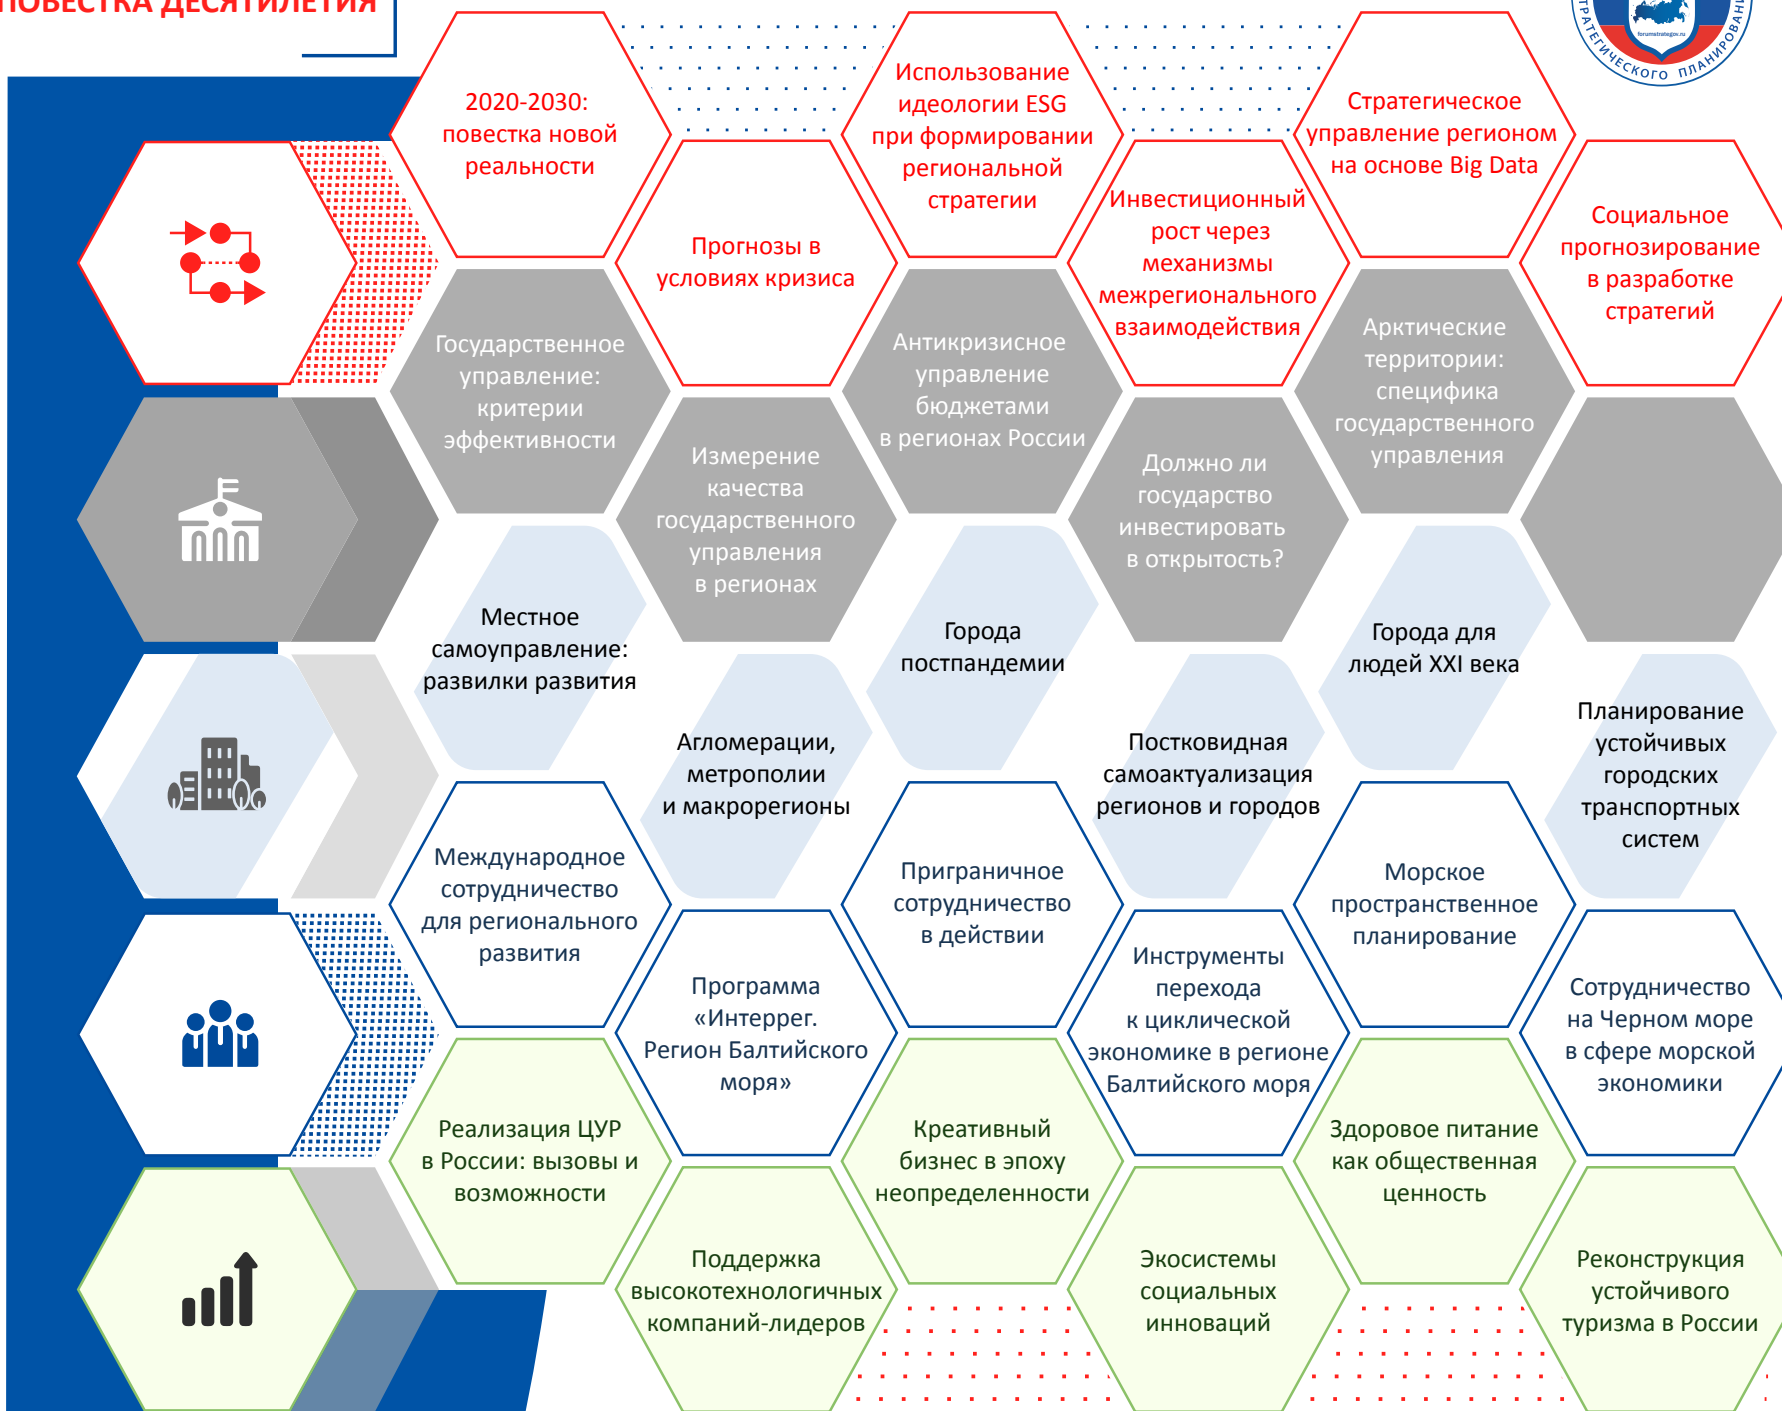 ПОВЕСТКА ДЕСЯТИЛЕТИЯ
forumstrategov.ru
СТРАТЕГИЧЕСКОГО ПЛАНИРОВАНИЯ
2020-2030:
повестка новой
реальности
Прогнозы в
условиях кризиса
Использование
идеологии ESG
при формировании
региональной
стратегии
Инвестиционный
рост через
механизмы
межрегионального
взаимодействия
Стратегическое
управление регионом
на основе Big Data
Социальное
прогнозирование
в разработке
стратегий
Государственное
управление:
критерии
эффективности
Измерение
качества
государственного
управления
в регионах
Антикризисное
управление
бюджетами
в регионах России
Должно ли
государство
инвестировать
в открытость?
Арктические
территории:
специфика
государственного
управления
Местное
самоуправление:
развилки развития
Агломерации,
метрополии
и макрорегионы
Города
постпандемии
Постковидная
самоактуализация
регионов и городов
Города для
людей XXI века
Планирование
устойчивых
городских
транспортных
систем
Международное
сотрудничество
для регионального
развития
Программа
«Интеррег.
Регион Балтийского
моря»
Приграничное
сотрудничество
в действии
Инструменты
перехода
к циклической
экономике в регионе
Балтийского моря
Морское
пространственное
планирование
Сотрудничество
на Черном море
в сфере морской
экономики
Реализация ЦУР
в России: вызовы и
возможности
Поддержка
высокотехнологичных
компаний-лидеров
Креативный
бизнес в эпоху
неопределенности
Экосистемы
социальных
инноваций
Здоровое питание
как общественная
ценность
Реконструкция
устойчивого
туризма в России